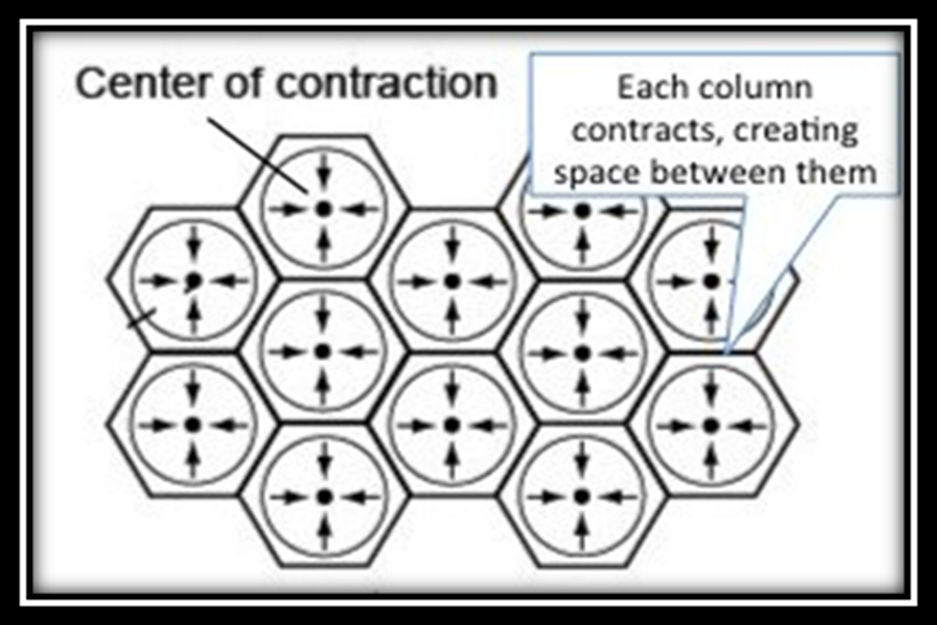 Center of contraction
Each column
contracts, creating
space between them